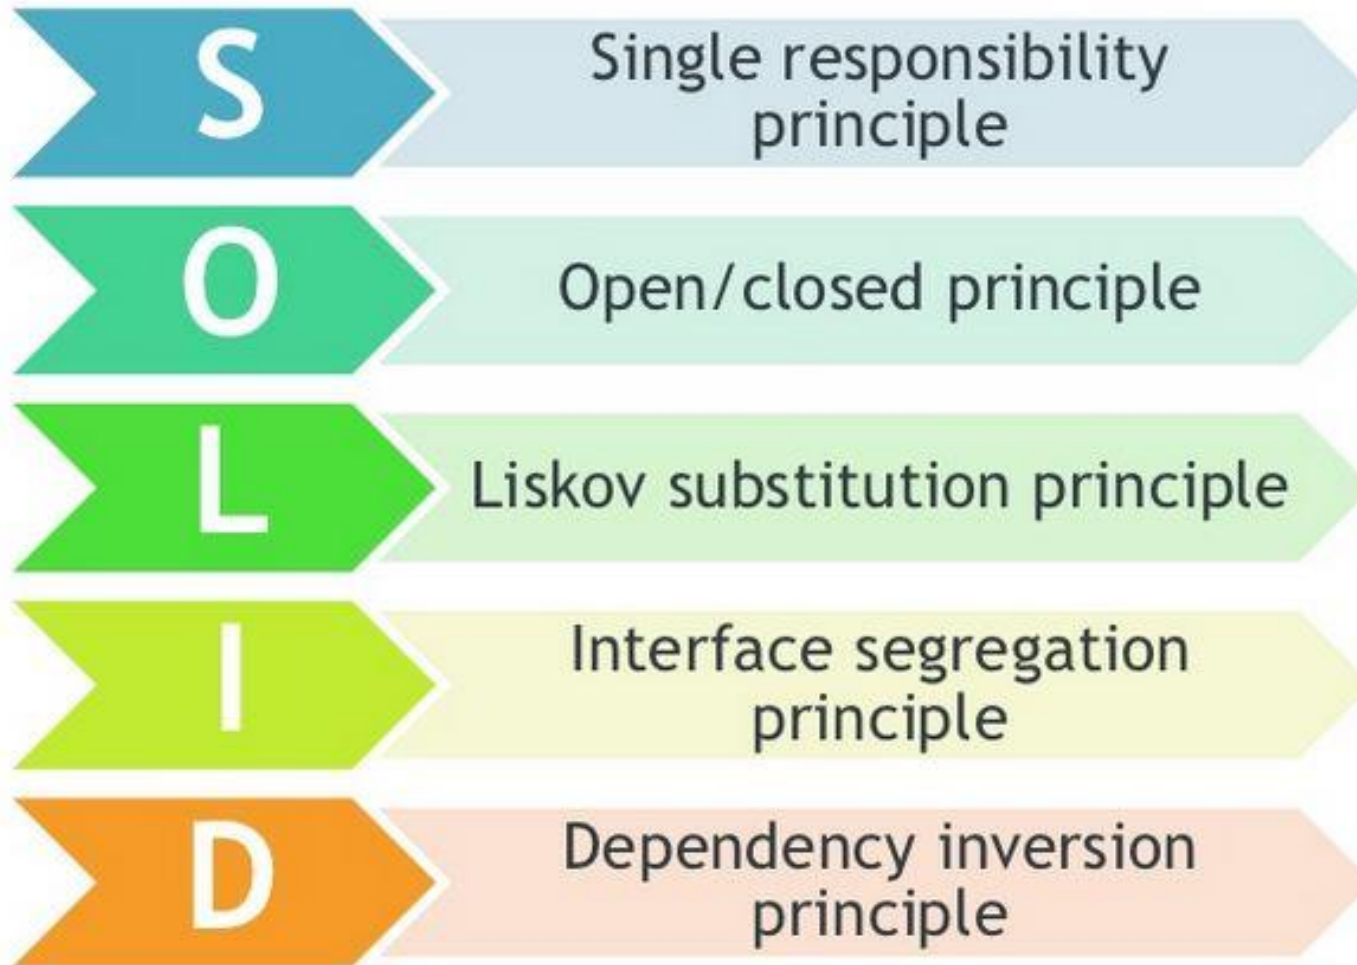 S
Single responsibility
principle
O
Open/closed principle
L
Liskov substitution principle
I
Interface segregation
principle
D
Dependency inversion
principle